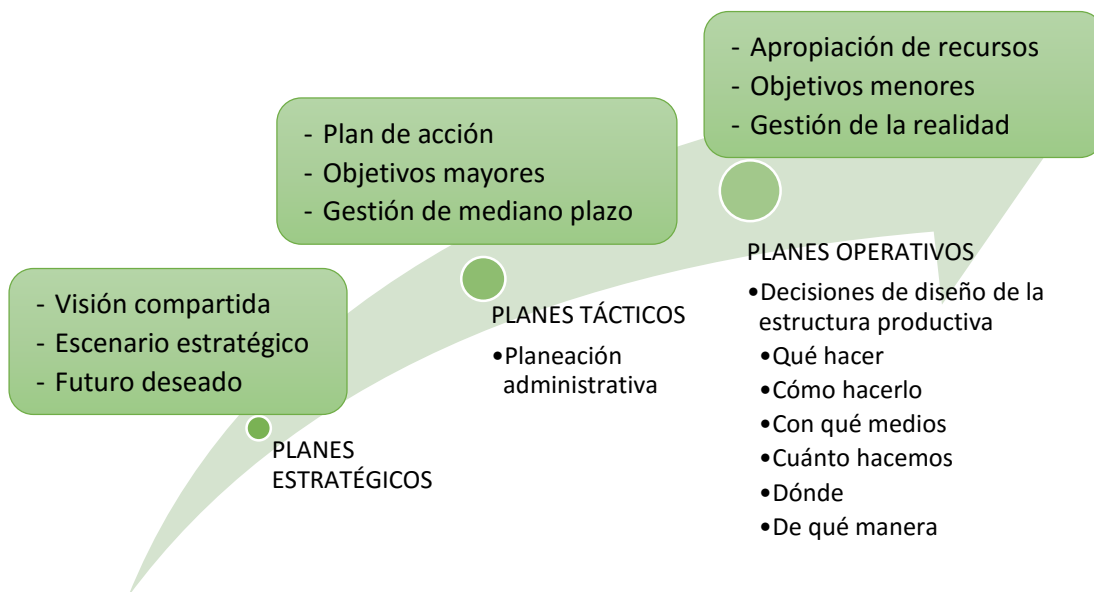 - Visión compartida
- Escenario estratégico
- Futuro deseado
PLANES
ESTRATÉGICOS
- Plan de acción
- Objetivos mayores
- Gestión de mediano plazo
PLANES TÁCTICOS
•Planeación
administrativa
- Apropiación de recursos
- Objetivos menores
- Gestión de la realidad
PLANES OPERATIVOS
•Decisiones de diseño de la
estructura productiva
•Qué hacer
•Cómo hacerlo
•Con qué medios
•Cuánto hacemos
•Dónde
•De qué manera